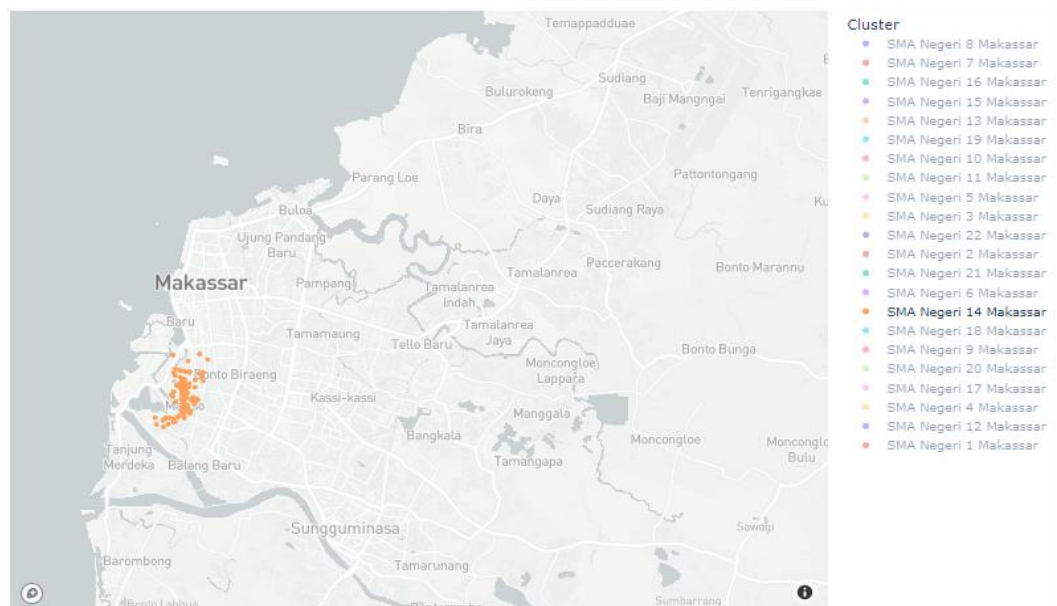 Temappadduae
Sudiang
Bulurokeng
Baji Mangngai
Tenrigangkae
Bira
Parang Loe
Pattontongang
Daya
Buloa
Sudiang Raya
Ujung Pandang
Baru
Paccerakang
Tamalanrea
Bonto Marannu
Makassar
Pampang
Tamalanrea
Indah
Baru
Tamamaung
Tamalanrea
Jaya
Tello Baru
Bonto Bunga
Moncongloe
Lappara
Bonto Biraeng
Kassi-kassi
Manggala
Bangkala
Moncongloe
Moncongloe
Bulu
Tanjung
Merdeka
Balang Baru
Tamangapa
Sungguminasa
Sawagi
Barombong
Tamarunang
Sumbarrang
Cluster
SMA Negeri 8 Makassar
SMA Negeri 7 Makassar
SMA Negeri 16 Makassar
SMA Negeri 15 Makassar
SMA Negeri 13 Makassar
SMA Negeri 19 Makassar
SMA Negeri 10 Makassar
SMA Negeri 11 Makassar
SMA Negeri 5 Makassar
SMA Negeri 3 Makassar
SMA Negeri 22 Makassar
SMA Negeri 2 Makassar
SMA Negeri 21 Makassar
SMA Negeri 6 Makassar
SMA Negeri 14 Makassar
SMA Negeri 18 Makassar
SMA Negeri 9 Makassar
SMA Negeri 20 Makassar
SMA Negeri 17 Makassar
SMA Negeri 4 Makassar
SMA Negeri 12 Makassar
SMA Negeri 1 Makassar